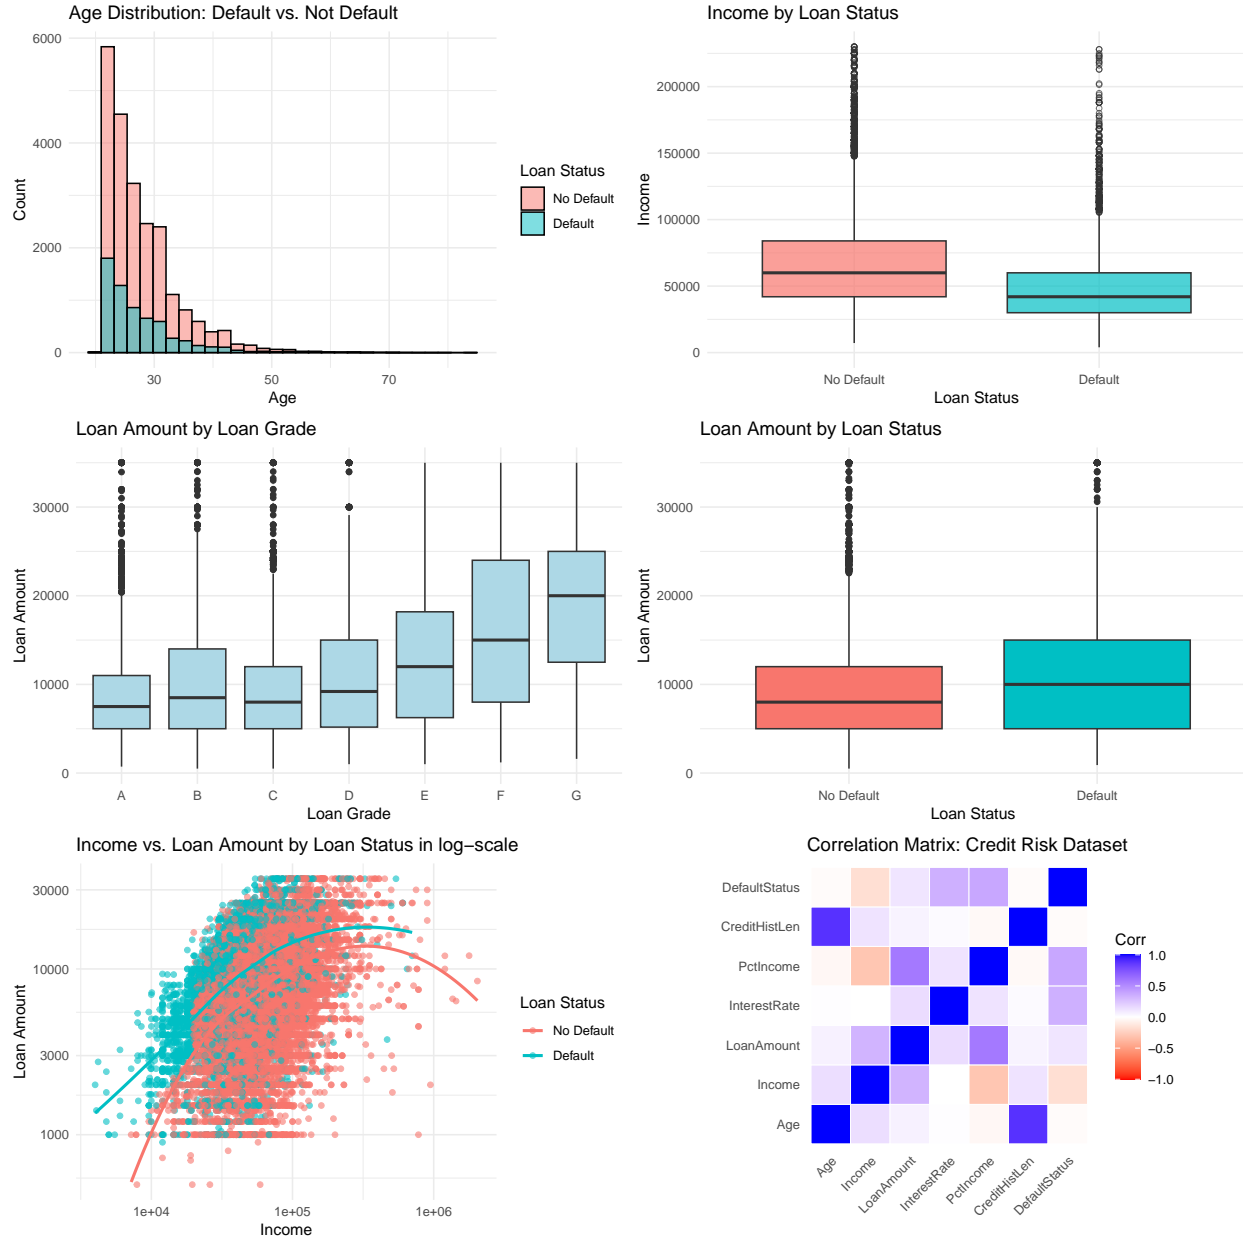 Age Distribution: Default vs. Not Default
6000
4000
2000
0
Count
30
50
70
Age
Loan Status
No Default
Default
Income by Loan Status
200000
150000
100000
50000
0
Income
No Default
Default
Loan Status
Loan Amount by Loan Grade
30000
20000
10000
0
Loan Amount
A
B
C
D
E
F
G
Loan Grade
Loan Amount by Loan Status
30000
20000
10000
0
Loan Amount
No Default
Default
Loan Status
Income vs. Loan Amount by Loan Status in log−scale
30000
10000
3000
1000
Loan Amount
1e+04
1e+05
1e+06
Income
Loan Status
No Default
Default
Correlation Matrix: Credit Risk Dataset
DefaultStatus
CreditHistLen
PctIncome
InterestRate
LoanAmount
Income
Age
Age
Income
LoanAmount
InterestRate
PctIncome
CreditHistLen
DefaultStatus
Corr
1.0
0.5
0.0
−0.5
−1.0